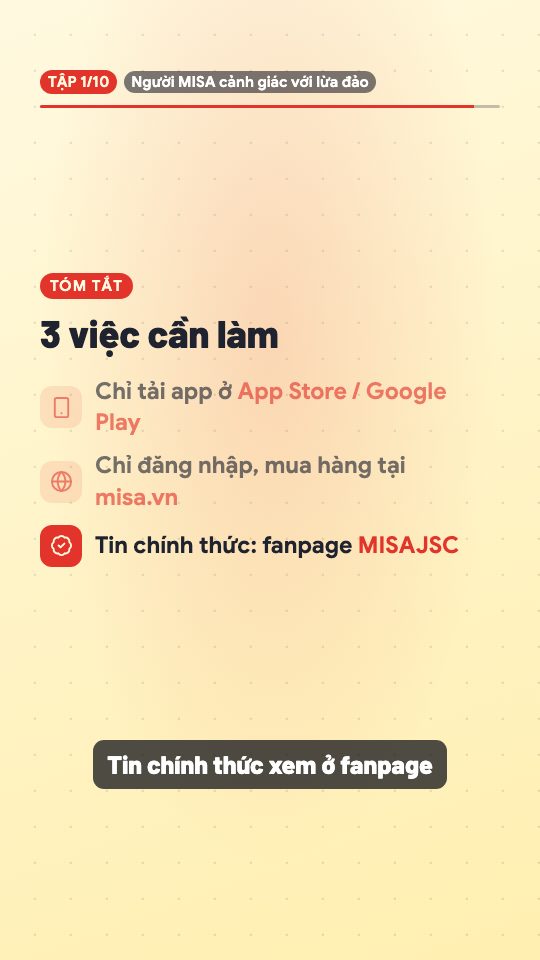 TẬP 1/10 Người MISA cảnh giác với lừa đảo
TÓM TẮT
3 việc cần làm
Chỉ tải app ở App Store / Google
Play
Chỉ đăng nhập, mua hàng tại
misa.vn
Tin chính thức: fanpage MISAJSC
Tin chính thức xem ở fanpage